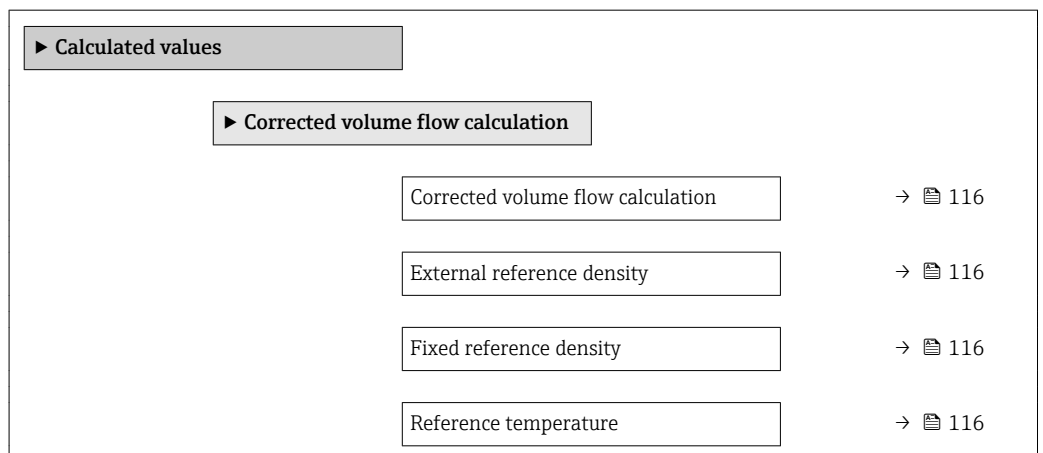 ▶ Calculated values
▶ Corrected volume flow calculation
Corrected volume flow calculation → 116
External reference density → 116
Fixed reference density → 116
Reference temperature → 116